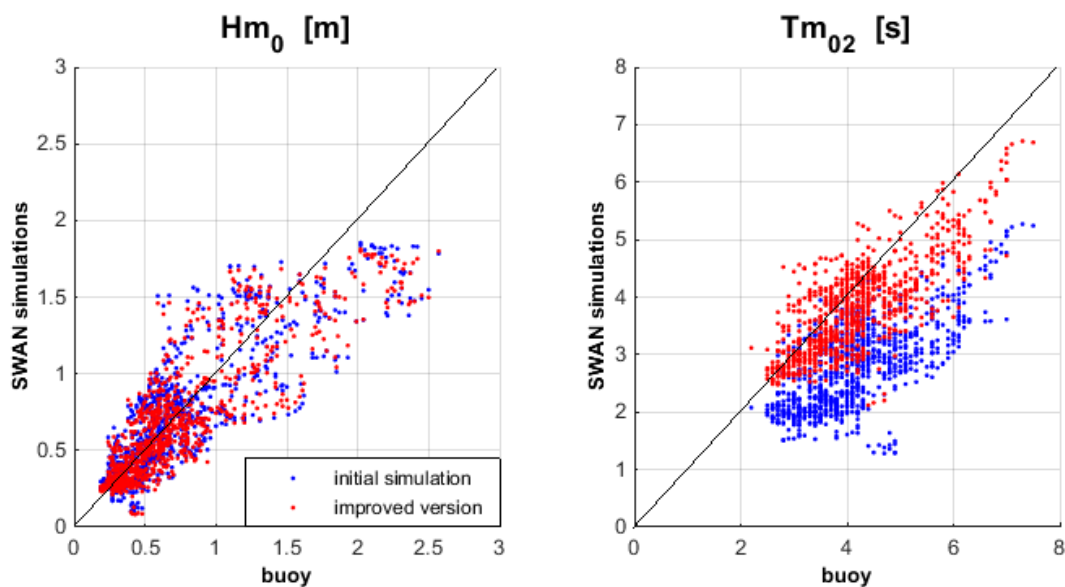 Hm0 [m]
3
2.5
2
1.5
1
0.5
0
0 0.5 1 1.5 2 2.5 3
SWAN simulations
buoy
initial simulation
improved version
Tm02 [s]
8
7
6
5
4
3
2
1
0
0 2 4 6 8
SWAN simulations
buoy